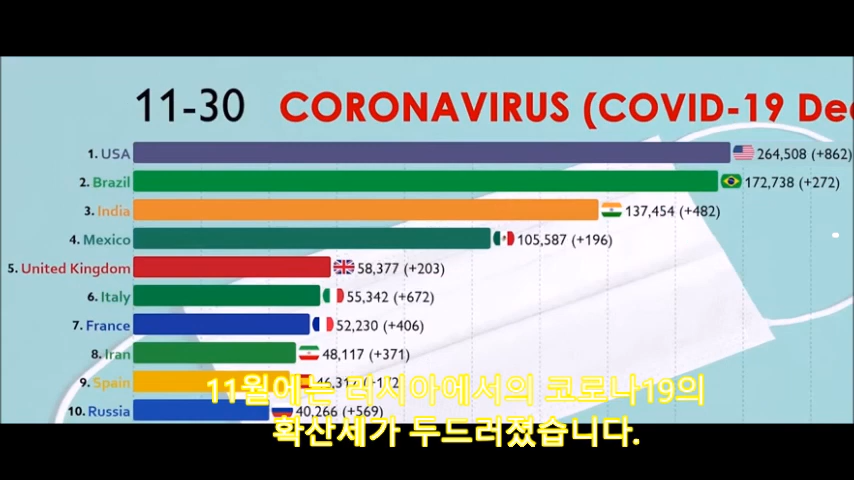 11-30 CORONAVIRUS (COVID-19 Dea
1. USA 264,508 (+862)
2. Brazil 172,738 (+272)
3. India 137,454 (+482)
4. Mexico 105,587 (+196)
5. United Kingdom 58,377 (+203)
6. Italy 55,342 (+672)
7. France 52,230 (+406)
8. Iran 48,117 (+371)
9. Spain
10. Russia 40,266 (+569)
11월에는 러시아에서의 코로나19의
확산세가 두드러졌습니다.